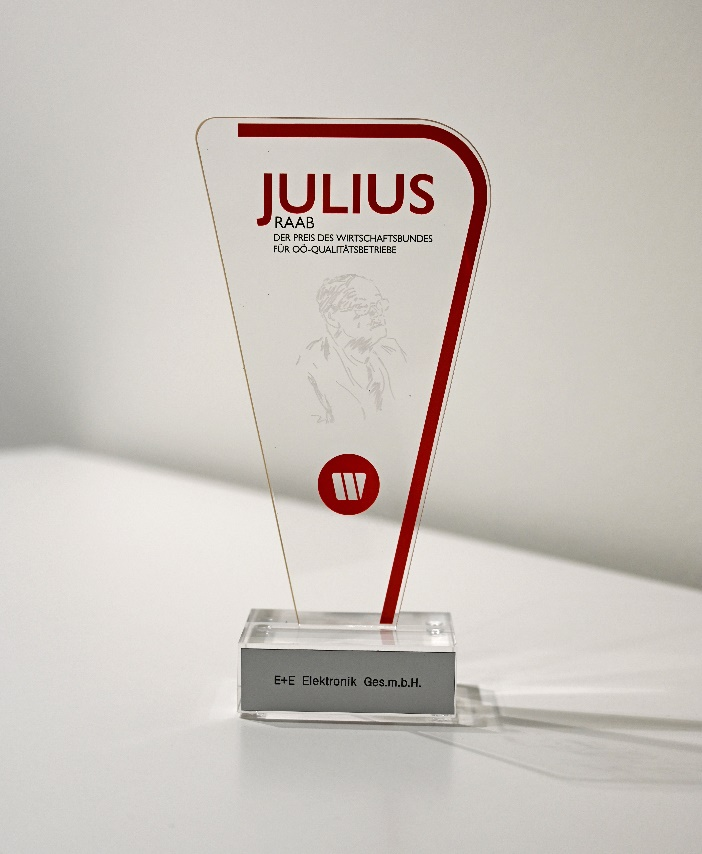 JULIUS
RAAB
DER PREIS DES WIRTSCHAFTSBUNDES
FÜR OÖ-QUALITÄTSBETRIEBE
W
E+E Elektronik Ges.m.b.H.